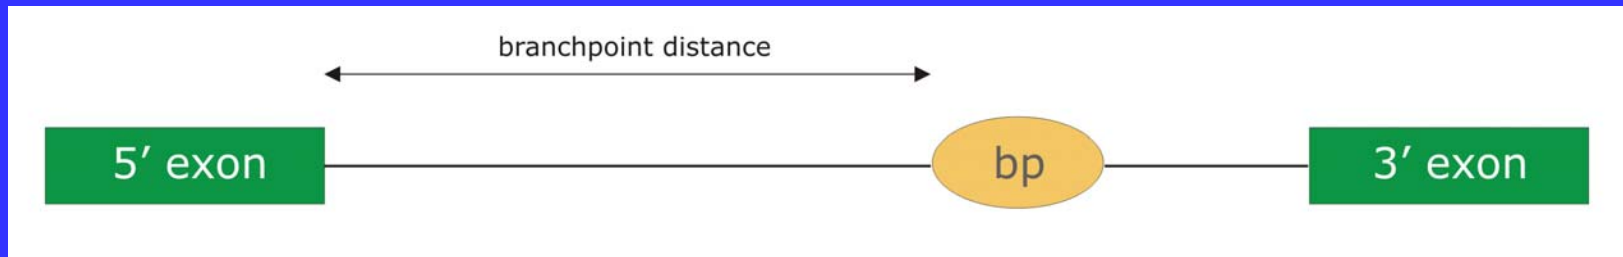 branchpoint distance
5′ exon
bp
3′ exon